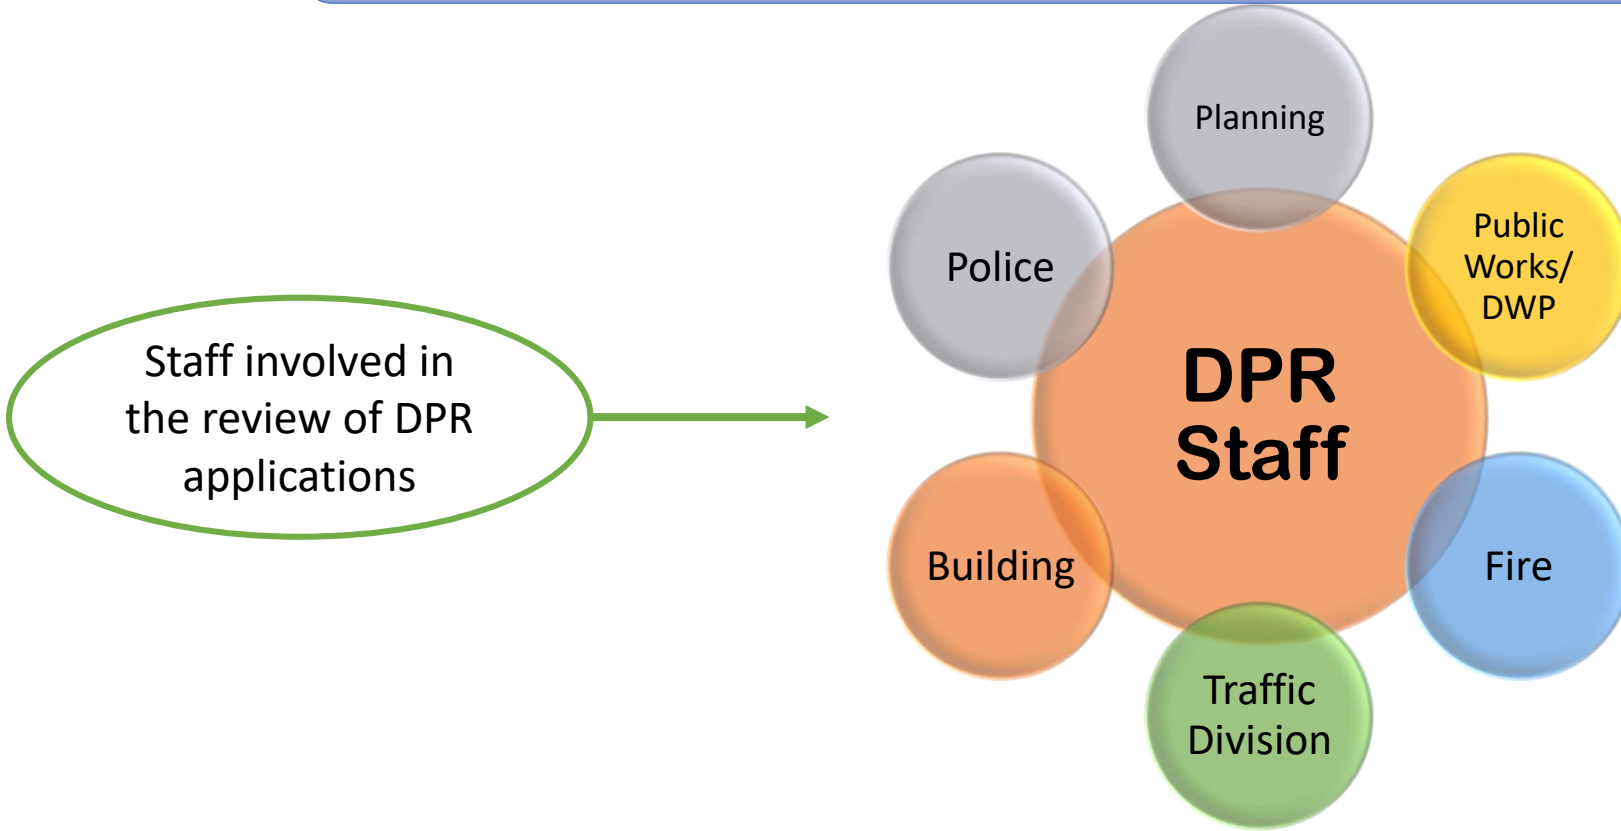 Staff involved in
the review of DPR
applications
Planning
Public
Works/
DWP
Police
DPR
Staff
Building
Fire
Traffic
Division